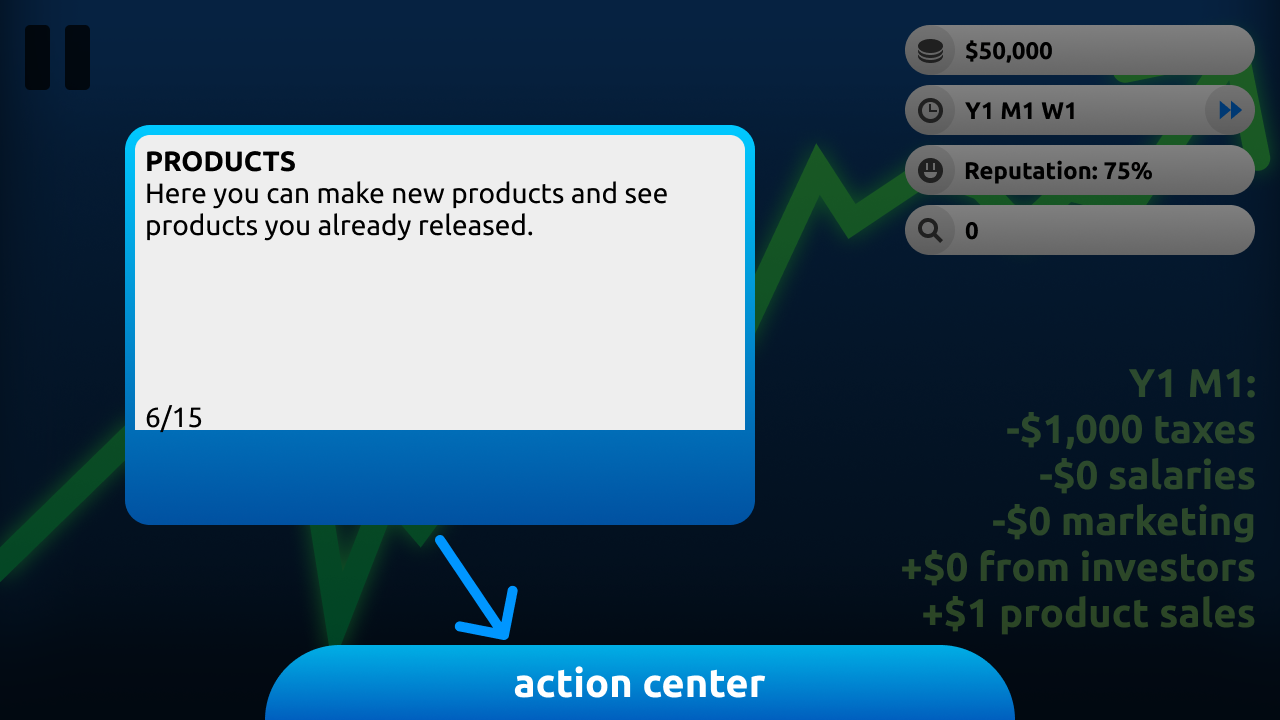 $50,000
Y1 M1 W1
Reputation: 75%
0
PRODUCTS
Here you can make new products and see
products you already released.
6/15
Y1 M1:
-$1,000 taxes
-$0 salaries
-$0 marketing
+$0 from investors
+$1 product sales
action center